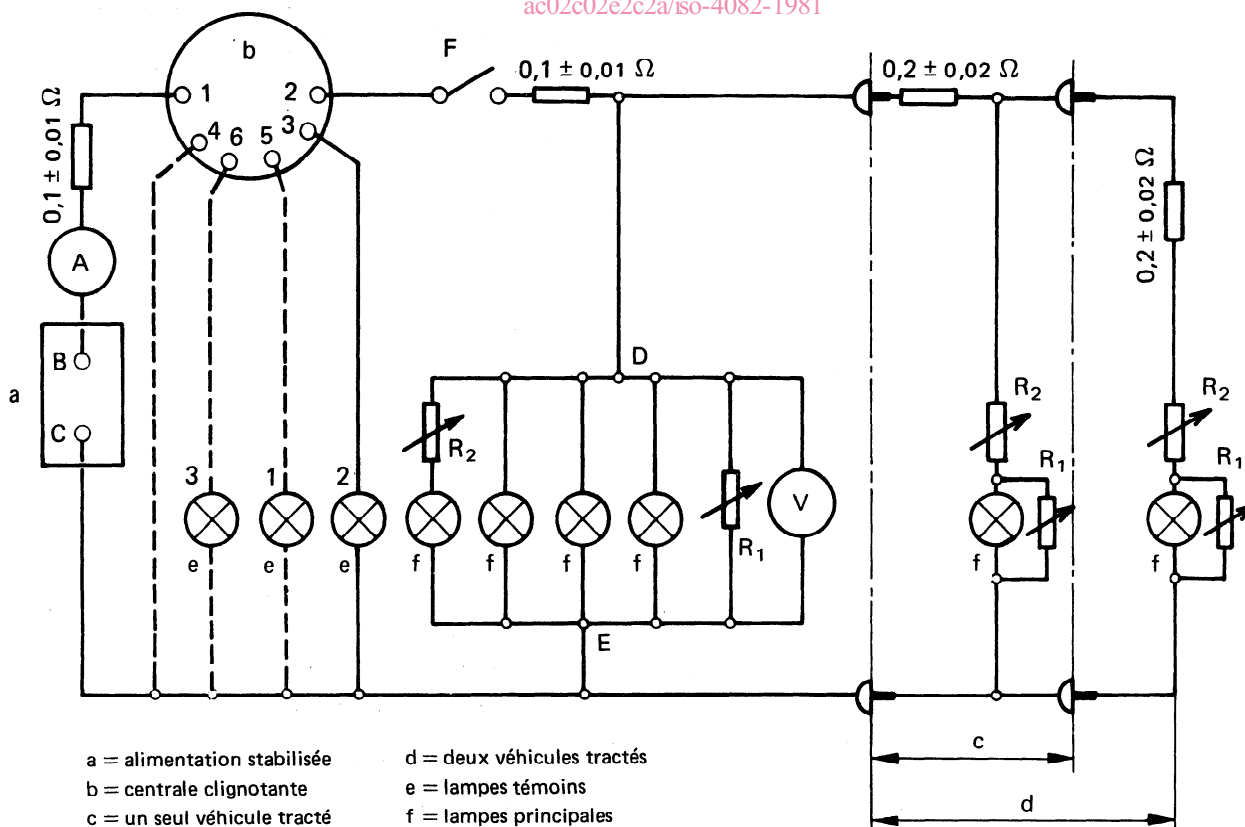 ac02c02e2c2a/iso-4082-1981
b
F
0,1 ± 0,01 Ω
0,2 ± 0,02 Ω
1
2
3
4
6
5
0,1 ± 0,01 Ω
0,2 ± 0,02 Ω
A
B
C
a
D
R2
R2
R2
R1
R1
R1
V
3
1
2
e
e
e
f
f
f
f
f
f
E
c
d
a = alimentation stabilisée
b = centrale clignotante
c = un seul véhicule tracté
d = deux véhicules tractés
e = lampes témoins
f = lampes principales